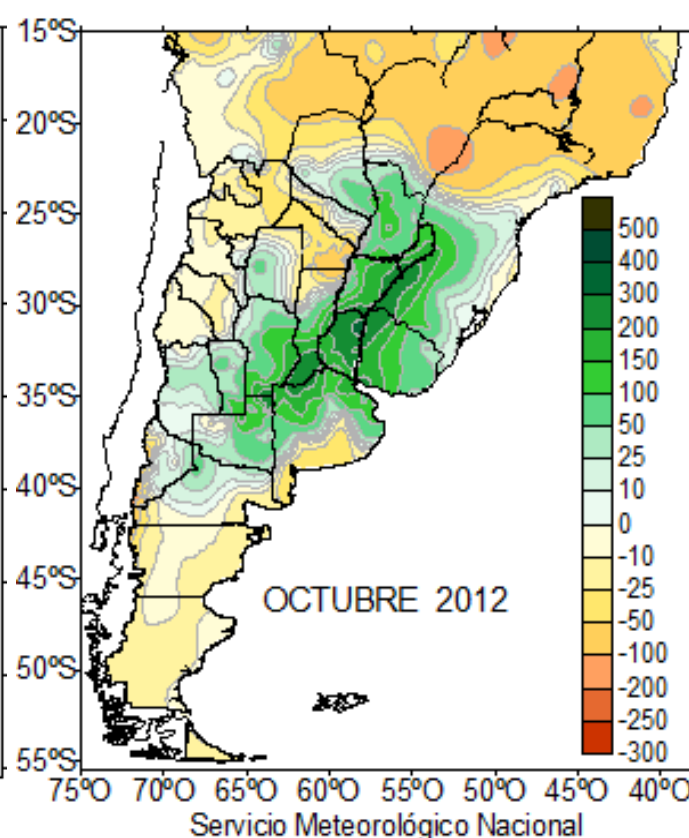 15ºS
20ºS
25ºS
30ºS
35ºS
40ºS
45ºS
50ºS
55ºS
500
400
300
200
150
100
50
25
10
0
-10
-25
-50
-100
-200
-250
-300
OCTUBRE 2012
75ºO 70ºO 65ºO 60ºO 55ºO 50ºO 45ºO 40ºO
Servicio Meteorológico Nacional